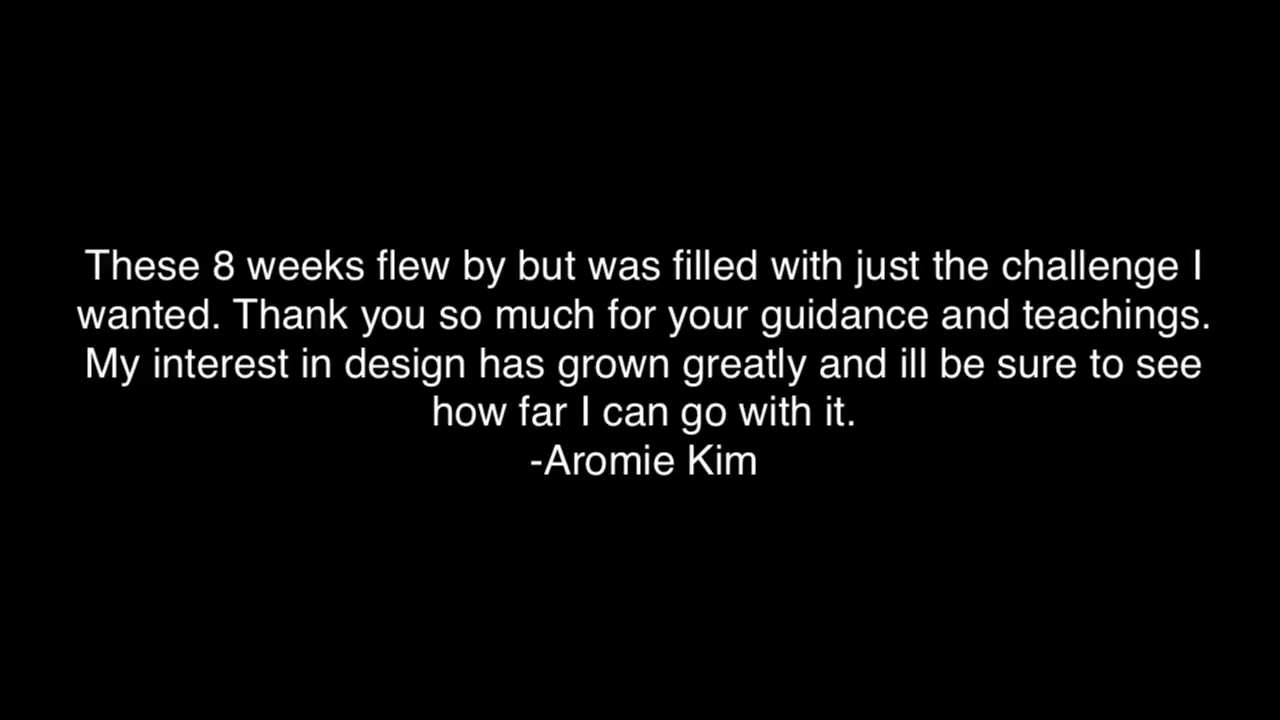 These 8 weeks flew by but was filled with just the challenge I
wanted. Thank you so much for your guidance and teachings.
My interest in design has grown greatly and ill be sure to see
how far I can go with it.
-Aromie Kim